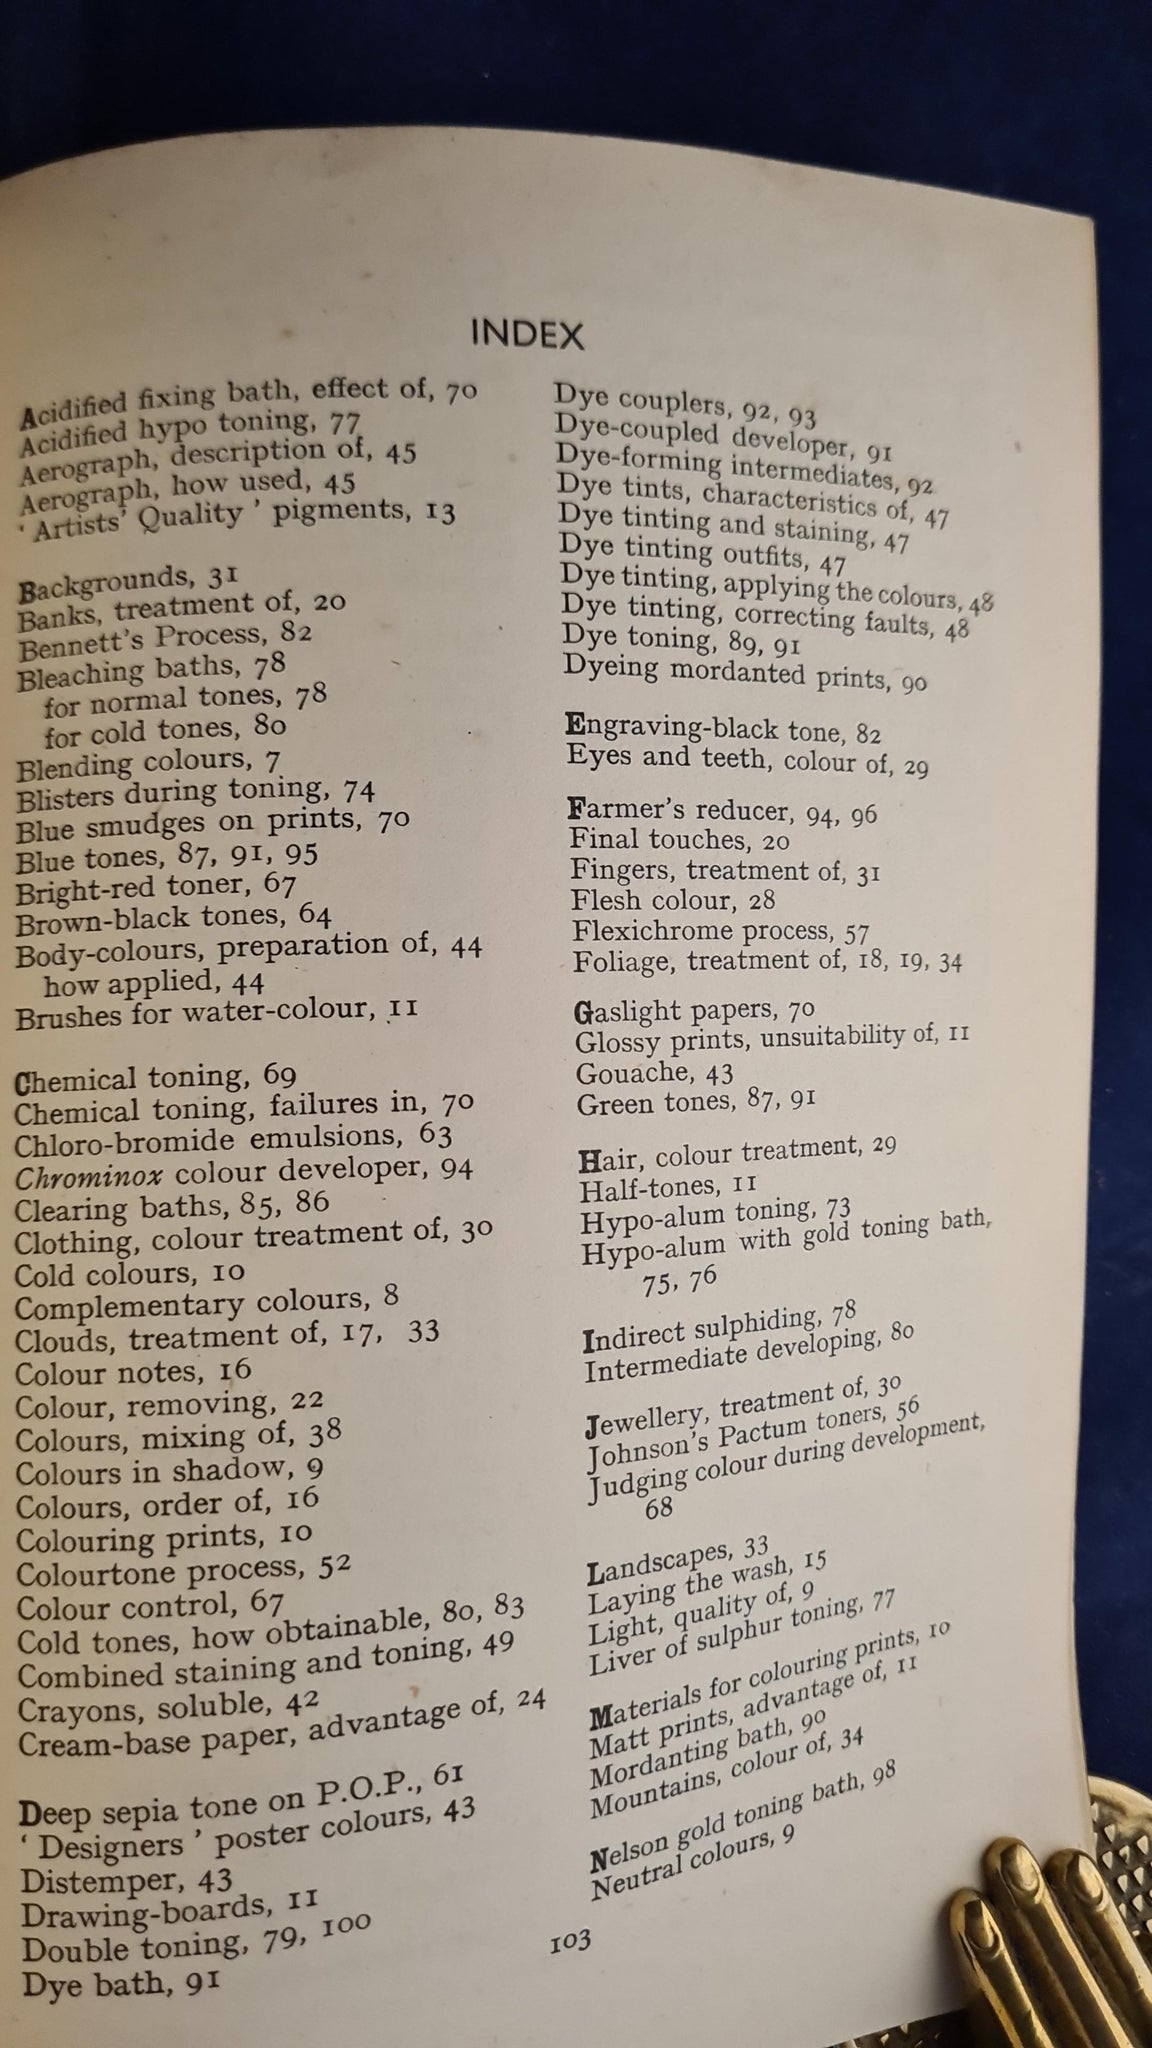 INDEX
Acidified fixing bath, effect of, 70
Acidified hypo toning, 77
Aerograph, description of, 45
Aerograph, how used, 45
‘ Artists’ Quality ’ pigments, 13
Backgrounds, 31
Banks, treatment of, 20
Bennett’s Process, 82
Bleaching baths, 78
for normal tones, 78
for cold tones, 80
Blending colours, 7
Blisters during toning, 74
Blue smudges on prints, 70
Blue tones, 87, 91, 95
Bright-red toner, 67
Brown-black tones, 64
Body-colours, preparation of, 44
how applied, 44
Brushes for water-colour, 11
Chemical toning, 69
Chemical toning, failures in, 70
Chloro-bromide emulsions, 63
Chrominox colour developer, 94
Clearing baths, 85, 86
Clothing, colour treatment of, 30
Cold colours, 10
Complementary colours, 8
Clouds, treatment of, 17, 33
Colour notes, 16
Colour, removing, 22
Colours, mixing of, 38
Colours in shadow, 9
Colours, order of, 16
Colouring prints, 10
Colourtone process, 52
Colour control, 67
Cold tones, how obtainable, 80, 83
Combined staining and toning, 49
Crayons, soluble, 42
Cream-base paper, advantage of, 24
Deep sepia tone on P.O.P., 61
‘ Designers ’ poster colours, 43
Distemper, 43
Drawing-boards, 11
Double toning, 79, 100
Dye bath, 91
Dye couplers, 92, 93
Dye-coupled developer, 91
Dye-forming intermediates, 92
Dye tints, characteristics of, 47
Dye tinting and staining, 47
Dye tinting outfits, 47
Dye tinting, applying the colours, 48
Dye tinting, correcting faults, 48
Dye toning, 89, 91
Dyeing mordanted prints, 90
Engraving-black tone, 82
Eyes and teeth, colour of, 29
Farmer’s reducer, 94, 96
Final touches, 20
Fingers, treatment of, 31
Flesh colour, 28
Flexichrome process, 57
Foliage, treatment of, 18, 19, 34
Gaslight papers, 70
Glossy prints, unsuitability of, 11
Gouache, 43
Green tones, 87, 91
Hair, colour treatment, 29
Half-tones, 11
Hypo-alum toning, 73
Hypo-alum with gold toning bath,
75, 76
Indirect sulphiding, 78
Intermediate developing, 80
Jewellery, treatment of, 30
Johnson’s Pactum toners, 56
Judging colour during development,
68
Landscapes, 33
Laying the wash, 15
Light, quality of, 9
Liver of sulphur toning, 77
Materials for colouring prints, 10
Matt prints, advantage of, 11
Mordanting bath, 90
Mountains, colour of, 34
Nelson gold toning bath, 98
Neutral colours, 9
103